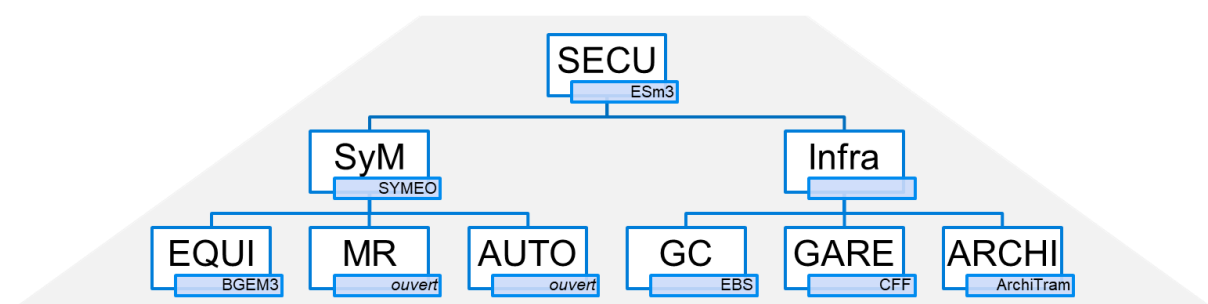 SECU
ESm3
SyM
SYMEO
Infra
EQUI
BGEM3
MR
ouvert
AUTO
ouvert
GC
EBS
GARE
CFF
ARCHI
ArchiTram